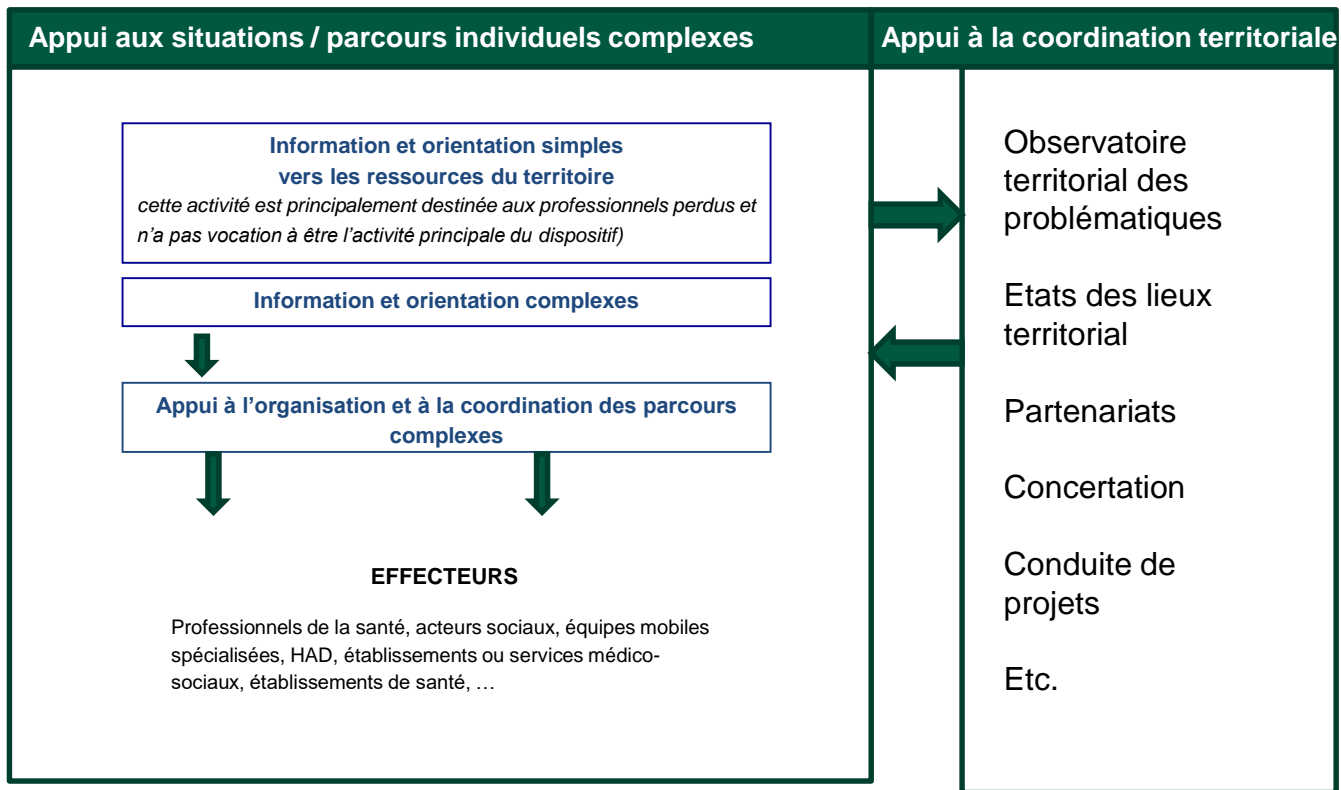 Appui aux situations / parcours individuels complexes
Appui à la coordination territoriale
Information et orientation simples
vers les ressources du territoire
cette activité est principalement destinée aux professionnels perdus et
n'a pas vocation à être l'activité principale du dispositif)
Information et orientation complexes
Appui à l'organisation et à la coordination des parcours
complexes
EFFECTEURS
Professionnels de la santé, acteurs sociaux, équipes mobiles
spécialisées, HAD, établissements ou services médico-
sociaux, établissements de santé, …
Observatoire
territorial des
problématiques
Etats des lieux
territorial
Partenariats
Concertation
Conduite de
projets
Etc.